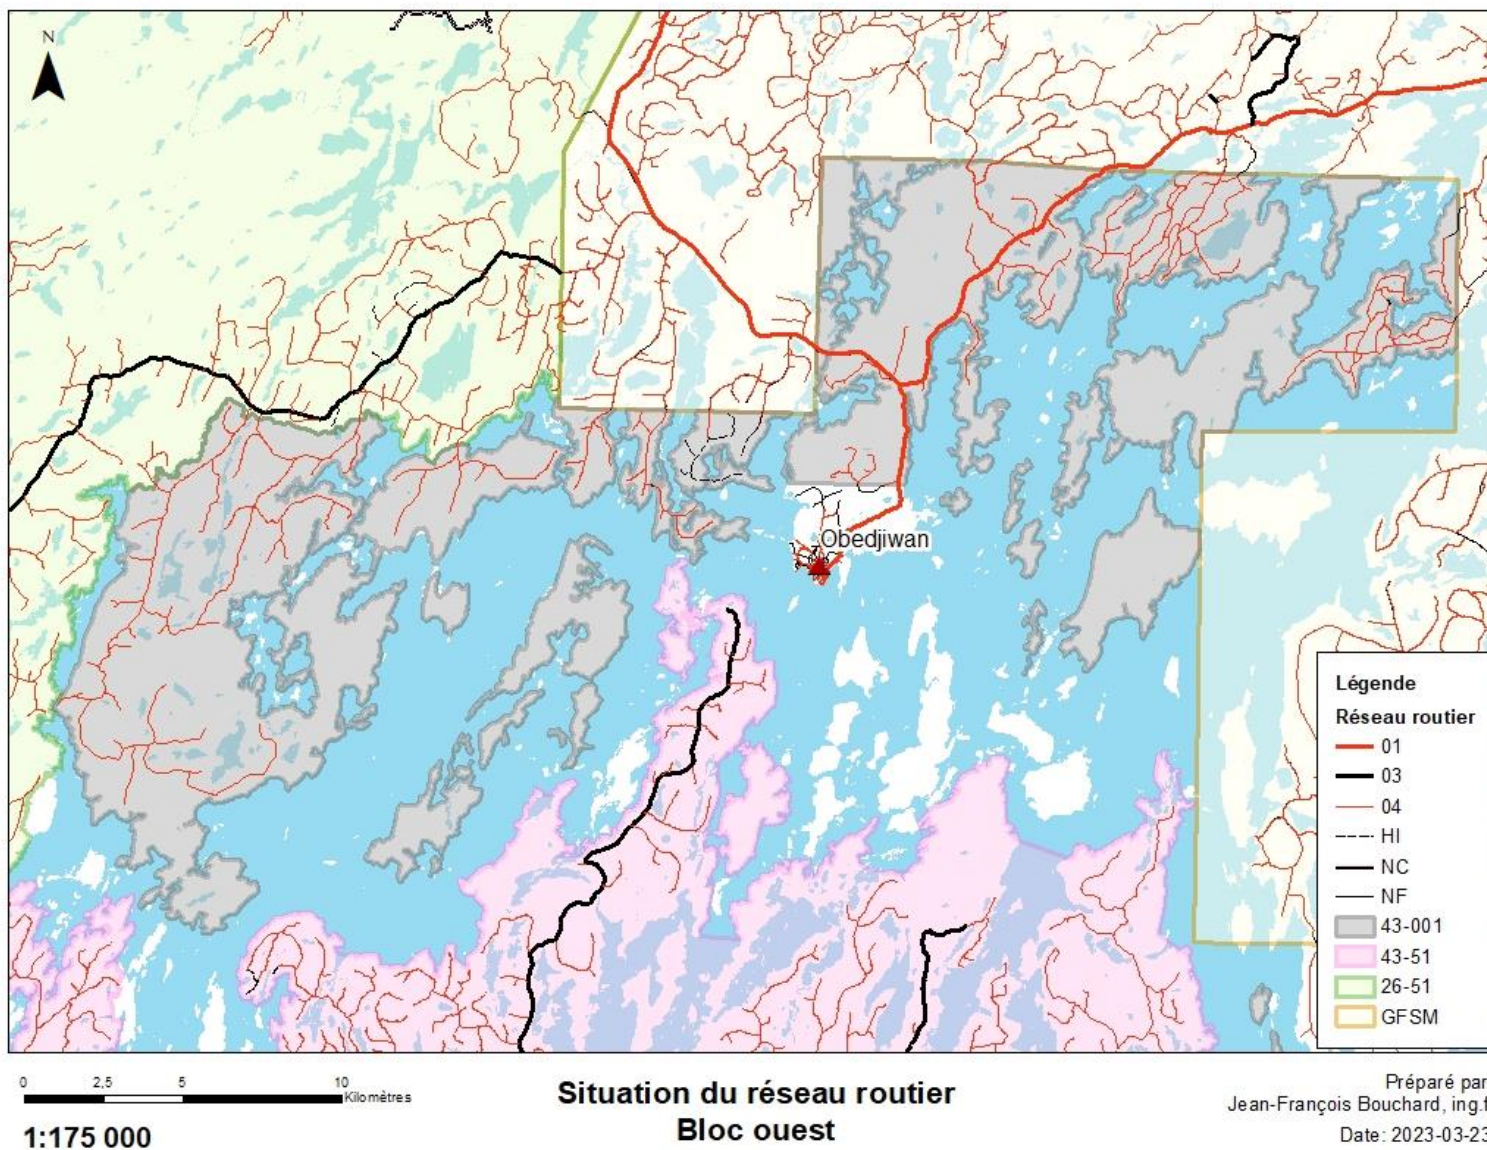 N
Obedjiwan
Légende
Réseau routier
01
03
04
HI
NC
NF
43-001
43-51
26-51
GFSM
0 2,5 5 10
Kilomètres
1:175 000
Situation du réseau routier
Bloc ouest
Préparé par
Jean-François Bouchard, ing.f
Date: 2023-03-23